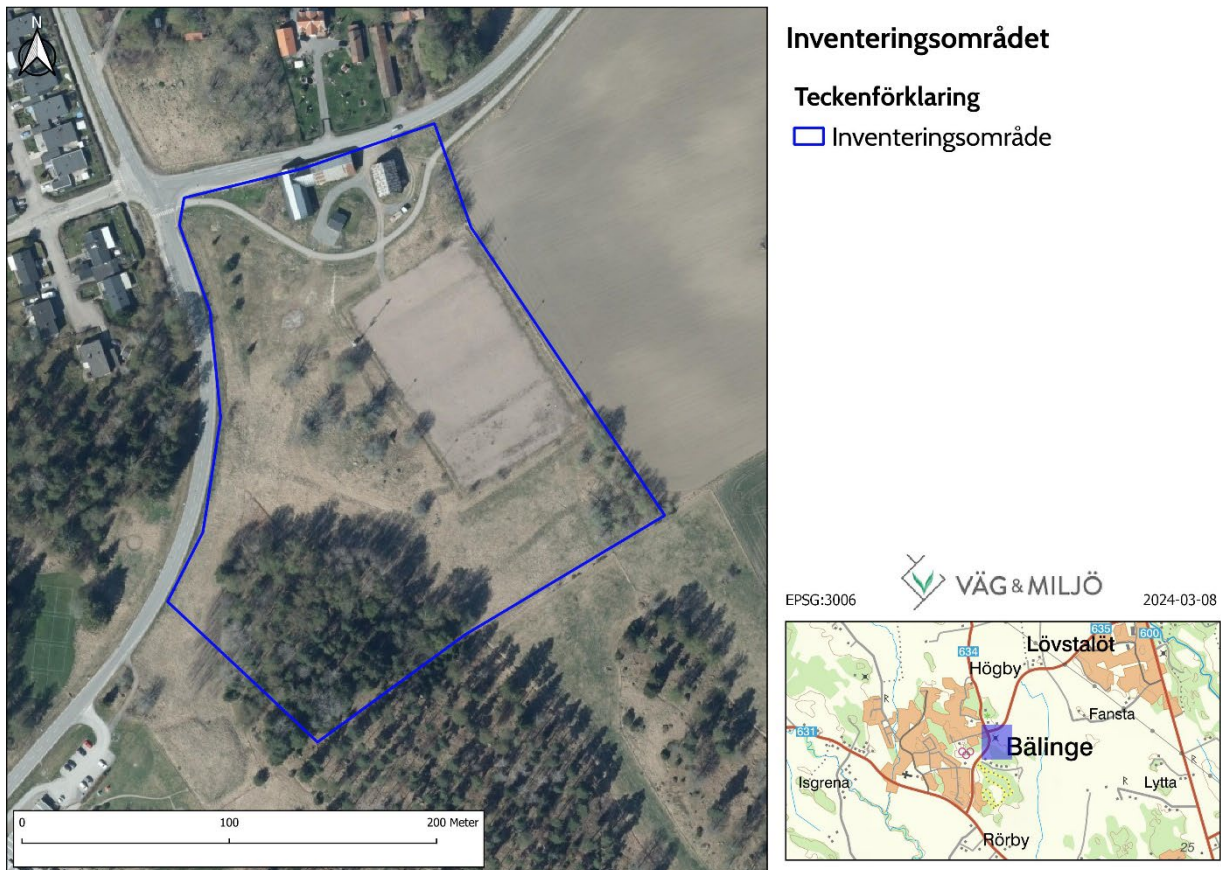 N
Inventeringsområdet
Teckenförklaring
Inventeringsområde
EPSG:3006
VÄG & MILJÖ
2024-03-08
0 100 200 Meter
635
600
634
Lövstalöt
Högby
R
Fansta
631
Bälinge
Isgrena
R
Lytta
Rörby
25